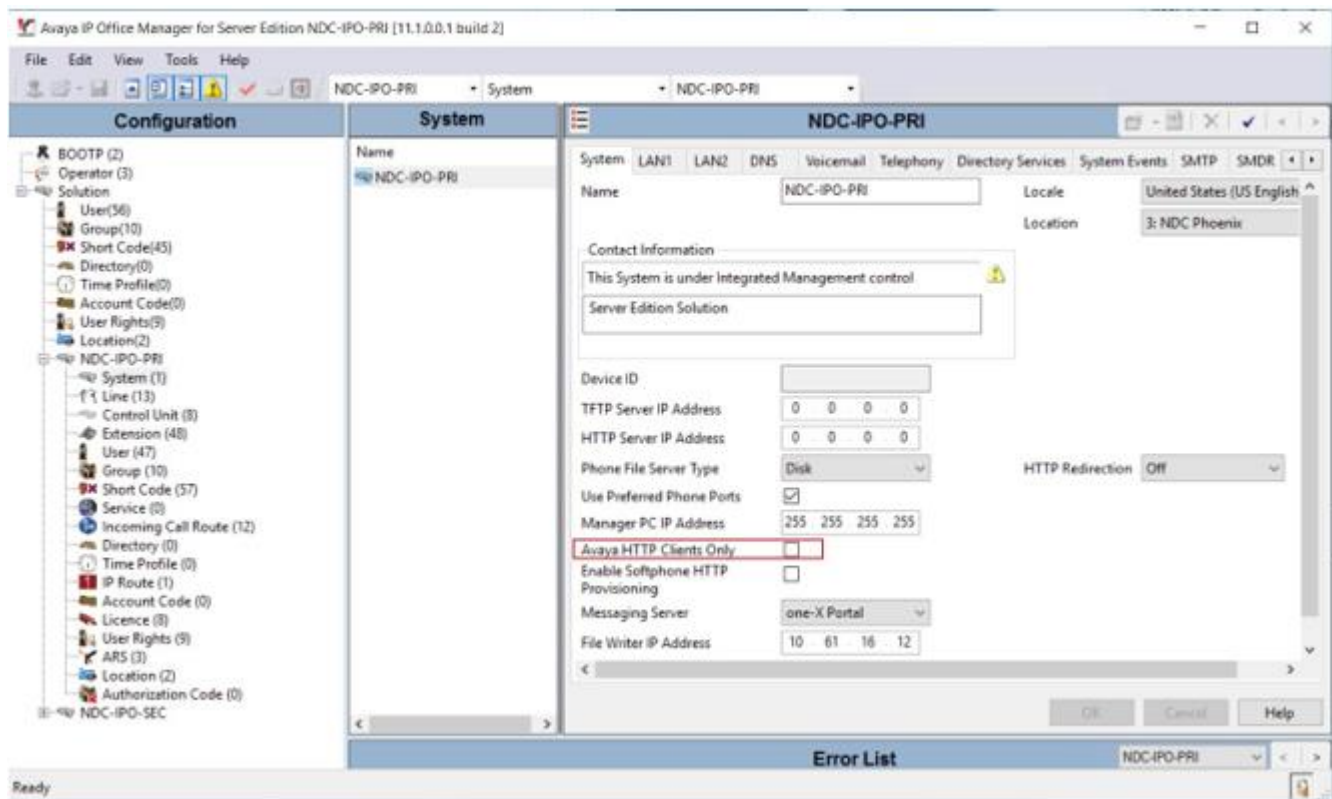 Avaya IP Office Manager for Server Edition NDC-IPO-PRI [11.1.0.0.1 build 2]
File Edit View Tools Help
NDC-IPO-PRI System NDC-IPO-PRI
Configuration
BOOTP (2)
Operator (3)
Solution
User(56)
Group(10)
Short Code(45)
Directory(0)
Time Profile(0)
Account Code(0)
User Rights(9)
Location(2)
NDC-IPO-PRI
System (1)
Line (13)
Control Unit (8)
Extension (48)
User (47)
Group (10)
Short Code (57)
Service (0)
Incoming Call Route (12)
Directory (0)
Time Profile (0)
IP Route (1)
Account Code (0)
Licence (8)
User Rights (9)
ARS (3)
Location (2)
Authorization Code (0)
NDC-IPO-SEC
System
Name
NDC-IPO-PRI
NDC-IPO-PRI
System LAN1 LAN2 DNS Voicemail Telephony Directory Services System Events SMTP SMDR
Name NDC-IPO-PRI Locale United States (US English
Location 3: NDC Phoenix
Contact Information
This System is under Integrated Management control
Server Edition Solution
Device ID
TFTP Server IP Address 0 0 0 0
HTTP Server IP Address 0 0 0 0
Phone File Server Type Disk HTTP Redirection Off
Use Preferred Phone Ports
Manager PC IP Address 255 255 255 255
Avaya HTTP Clients Only
Enable Softphone HTTP
Provisioning
Messaging Server one-X Portal
File Writer IP Address 10 61 16 12
OK Cancel Help
Error List NDC-IPO-PRI
Ready